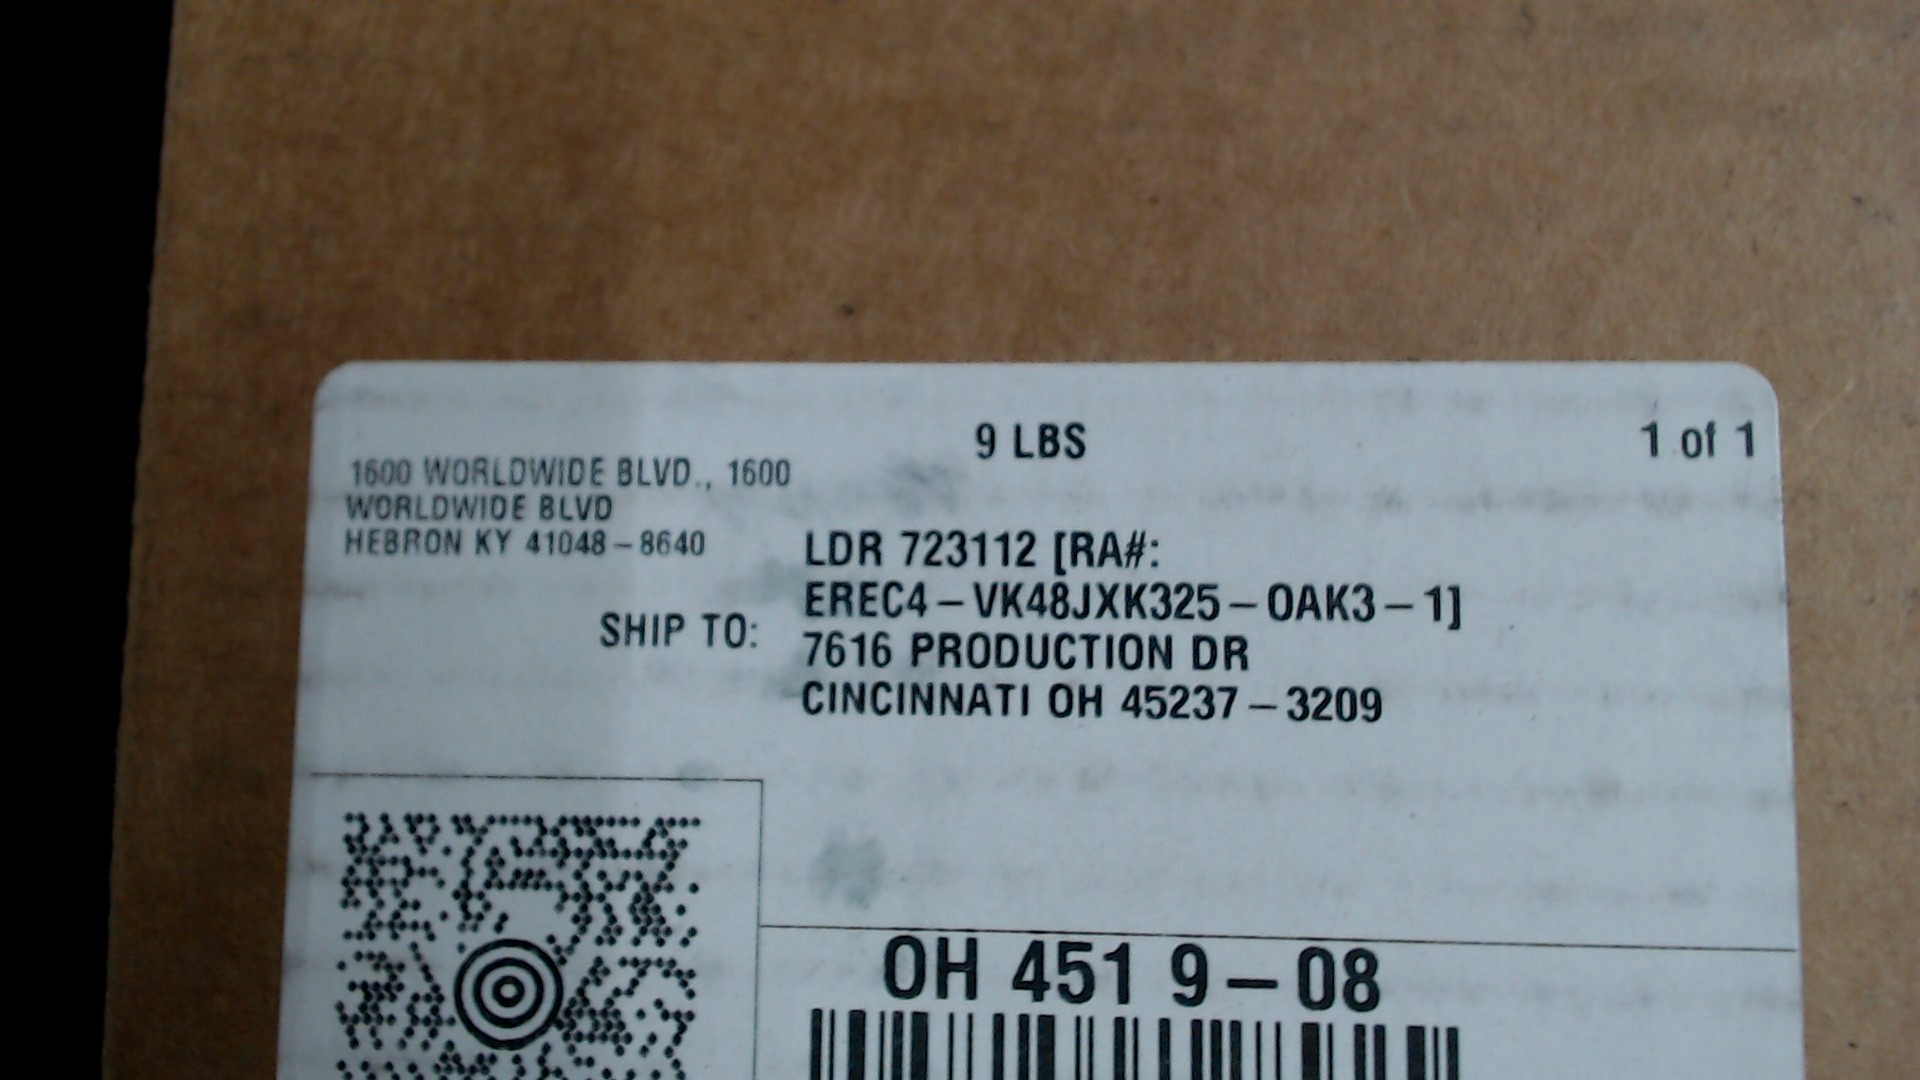 9 LBS
1 of 1
1600 WORLDWIDE BLVD., 1600
WORLDWIDE BLVD
HEBRON KY 41048-8640
SHIP TO:
LDR 723112 [RA#:
EREC4-VK48JXK325-OAK3-1]
7616 PRODUCTION DR
CINCINNATI OH 45237-3209
OH 451 9-08